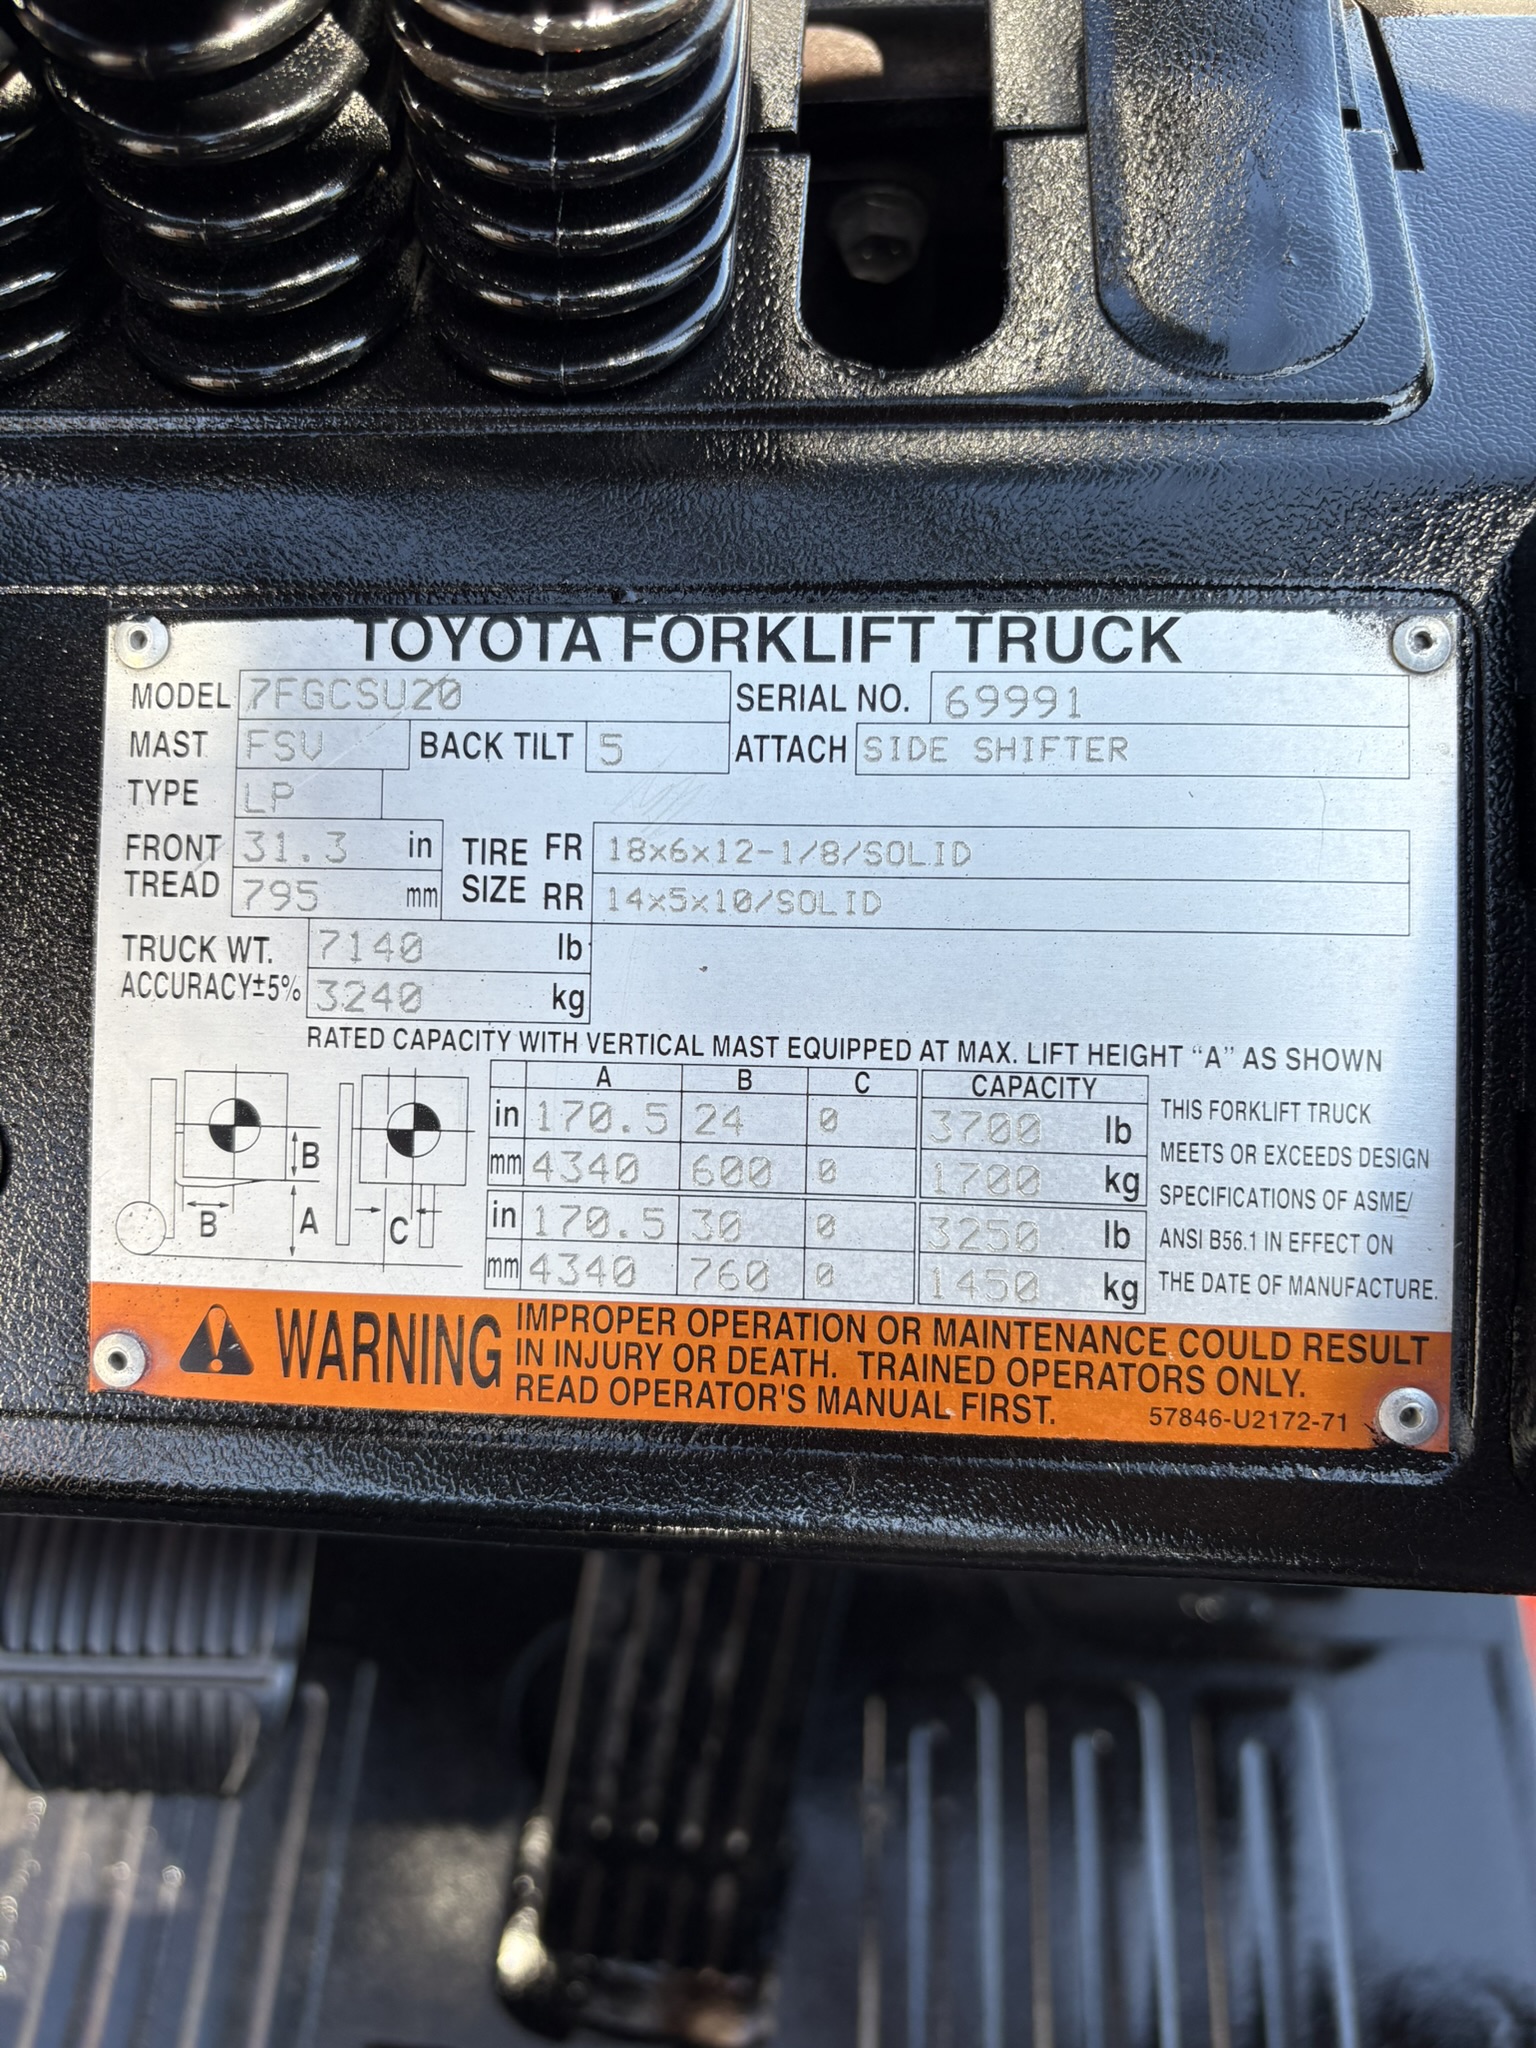 TOYOTA FORKLIFT TRUCK
MODEL 7FGCSU20 SERIAL NO. 69991
MAST FSV BACK TILT 5 ATTACH SIDE SHIFTER
TYPE LP
FRONT TREAD 31.3 in TIRE SIZE FR 18x6x12-1/8/SOLID
795 mm RR 14x5x10/SOLID
TRUCK WT. 7140 lb
ACCURACY±5% 3240 kg
RATED CAPACITY WITH VERTICAL MAST EQUIPPED AT MAX. LIFT HEIGHT "A" AS SHOWN
A B C CAPACITY
in 170.5 24 0 3700 lb
mm 4340 600 0 1700 kg
in 170.5 30 0 3250 lb
mm 4340 760 0 1450 kg
B
B A C
THIS FORKLIFT TRUCK
MEETS OR EXCEEDS DESIGN
SPECIFICATIONS OF ASME/
ANSI B56.1 IN EFFECT ON
THE DATE OF MANUFACTURE.
WARNING
IMPROPER OPERATION OR MAINTENANCE COULD RESULT
IN INJURY OR DEATH. TRAINED OPERATORS ONLY.
READ OPERATOR'S MANUAL FIRST.
57846-U2172-71